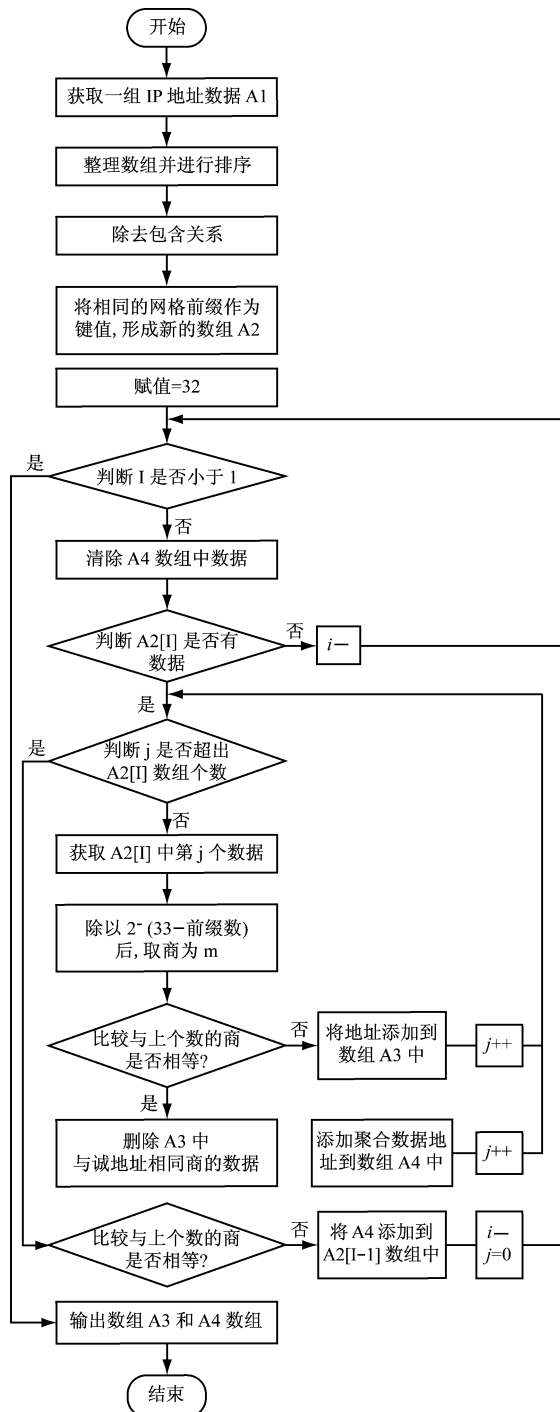 开始
获取一组 IP 地址数据 A1
整理数组并进行排序
除去包含关系
将相同的网格前缀作为
键值,形成新的数组 A2
赋值=32
是
判断 I 是否小于 1
否
清除 A4 数组中数据
判断 A2[I] 是否有
数据
否
i−
是
是
判断 j 是否超出
A2[I] 数组个数
否
获取 A2[I] 中第 j 个数据
除以 2⁻ (33−前缀数)
后,取商为 m
比较与上个数的商
是否相等?
否
将地址添加到
数组 A3 中
j++
是
删除 A3 中
与诚地址相同商的数据
添加聚合数据地
址到数组 A4 中
j++
比较与上个数的商
是否相等?
否
将 A4 添加到
A2[I-1] 数组中
i−
j=0
输出数组 A3 和 A4 数组
结束